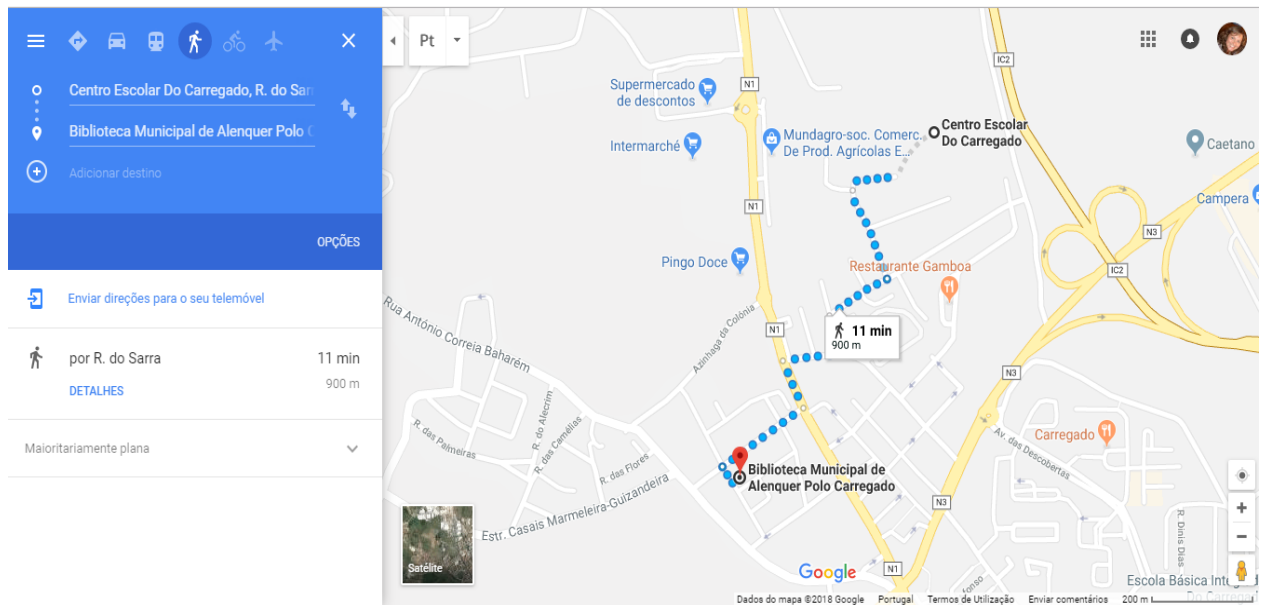 Centro Escolar Do Carregado, R. do Sarr
Biblioteca Municipal de Alenquer Polo C
Adicionar destino
OPÇÕES
Enviar direções para o seu telemóvel
por R. do Sarra
11 min
DETALHES
900 m
Maioritariamente plana
Pt
IC2
Supermercado
de descontos
N1
Intermarché
Mundagro-soc. Comerc.
De Prod. Agrícolas E...
Centro Escolar
Do Carregado
Caetano
Campera
N1
N3
Pingo Doce
Restaurante Gamboa
IC2
Rua António Correia Baharém
Azinhaga da Colónia
N1
11 min
900 m
N3
R. das Palmeiras
R. do Alecrim
R. das Camélias
R. das Flores
Estr. Casais Marmeleira-Guizandeira
Av. das Descobertas
Carregado
Biblioteca Municipal de
Alenquer Polo Carregado
N3
R. Dinis Dias
Satélite
Google
N1
Escola Básica Integ
Do Carregad
Dados do mapa ©2018 Google
Portugal
Termos de Utilização
Enviar comentários
200 m